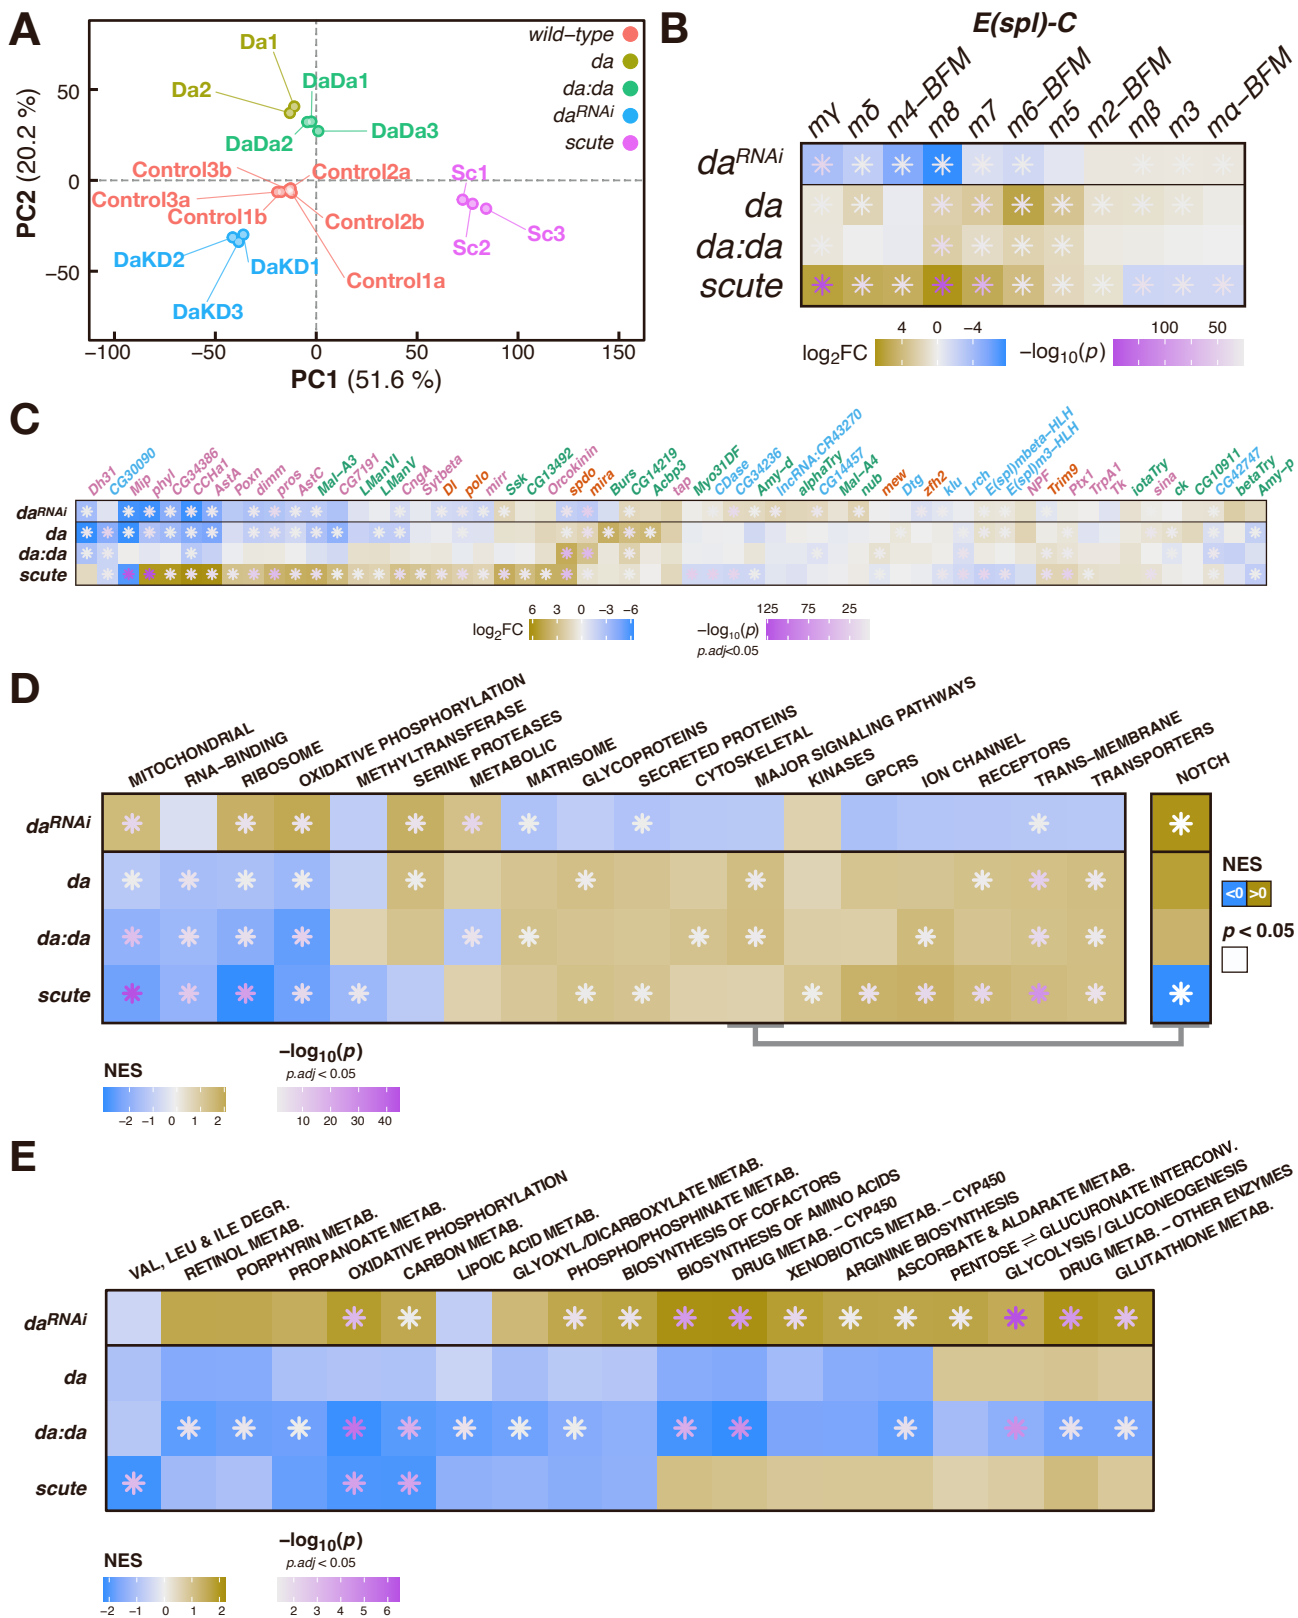 A
Da1
Da2
DaDa1
DaDa2
DaDa3
Control3b
Control2a
Control3a
Control1b
Control2b
Control1a
DaKD2
DaKD1
DaKD3
Sc1
Sc2
Sc3
wild–type
da
da:da
daRNAi
scute
50
0
−50
PC2 (20.2 %)
−100
−50
0
50
100
150
PC1 (51.6 %)
B
E(spl)-C
mγ
mδ
m4–BFM
m8
m7
m6–BFM
m5
m2–BFM
mβ
m3
mα–BFM
daRNAi
da
da:da
scute
log2FC
4 0 −4
−log10(p)
100 50
C
Dh31
CG30090
Mip
phyl
CG34386
CCHa1
AstA
Poxn
dimm
pros
AstC
Mal–A3
CG7191
LManVI
LManV
CngA
Sytbeta
Dl
polo
mirr
Ssk
CG13492
Orcokinin
spdo
mira
Burs
CG14219
Acbp3
tap
Myo31DF
CDase
CG34236
Amy–d
lncRNA:CR43270
alphaTry
CG14457
Mal–A4
nub
mew
Dtg
zfh2
klu
Lrch
E(spl)mbeta–HLH
E(spl)m3–HLH
NPF
Trim9
Ptx1
TrpA1
Tk
iotaTry
sina
ck
CG10911
CG42747
betaTry
Amy–p
daRNAi
da
da:da
scute
log2FC
6 3 0 −3 −6
−log10(p)
p.adj<0.05
125 75 25
D
MITOCHONDRIAL
RNA–BINDING
RIBOSOME
OXIDATIVE PHOSPHORYLATION
METHYLTRANSFERASE
SERINE PROTEASES
METABOLIC
MATRISOME
GLYCOPROTEINS
SECRETED PROTEINS
CYTOSKELETAL
MAJOR SIGNALING PATHWAYS
KINASES
GPCRS
ION CHANNEL
RECEPTORS
TRANS–MEMBRANE
TRANSPORTERS
NOTCH
daRNAi
da
da:da
scute
NES
<0 >0
p < 0.05
NES
−2 −1 0 1 2
−log10(p)
p.adj < 0.05
10 20 30 40
E
VAL, LEU & ILE DEGR.
RETINOL METAB.
PORPHYRIN METAB.
PROPANOATE METAB.
OXIDATIVE PHOSPHORYLATION
CARBON METAB.
LIPOIC ACID METAB.
GLYOXYL/DICARBOXYLATE METAB.
PHOSPHO/PHOSPHINATE METAB.
BIOSYNTHESIS OF COFACTORS
BIOSYNTHESIS OF AMINO ACIDS
DRUG METAB. – CYP450
XENOBIOTICS METAB. – CYP450
ARGININE BIOSYNTHESIS
ASCORBATE & ALDARATE METAB.
PENTOSE ⇌ GLUCURONATE INTERCONV.
GLYCOLYSIS / GLUCONEOGENESIS
DRUG METAB. – OTHER ENZYMES
GLUTATHIONE METAB.
daRNAi
da
da:da
scute
NES
−2 −1 0 1 2
−log10(p)
p.adj < 0.05
2 3 4 5 6